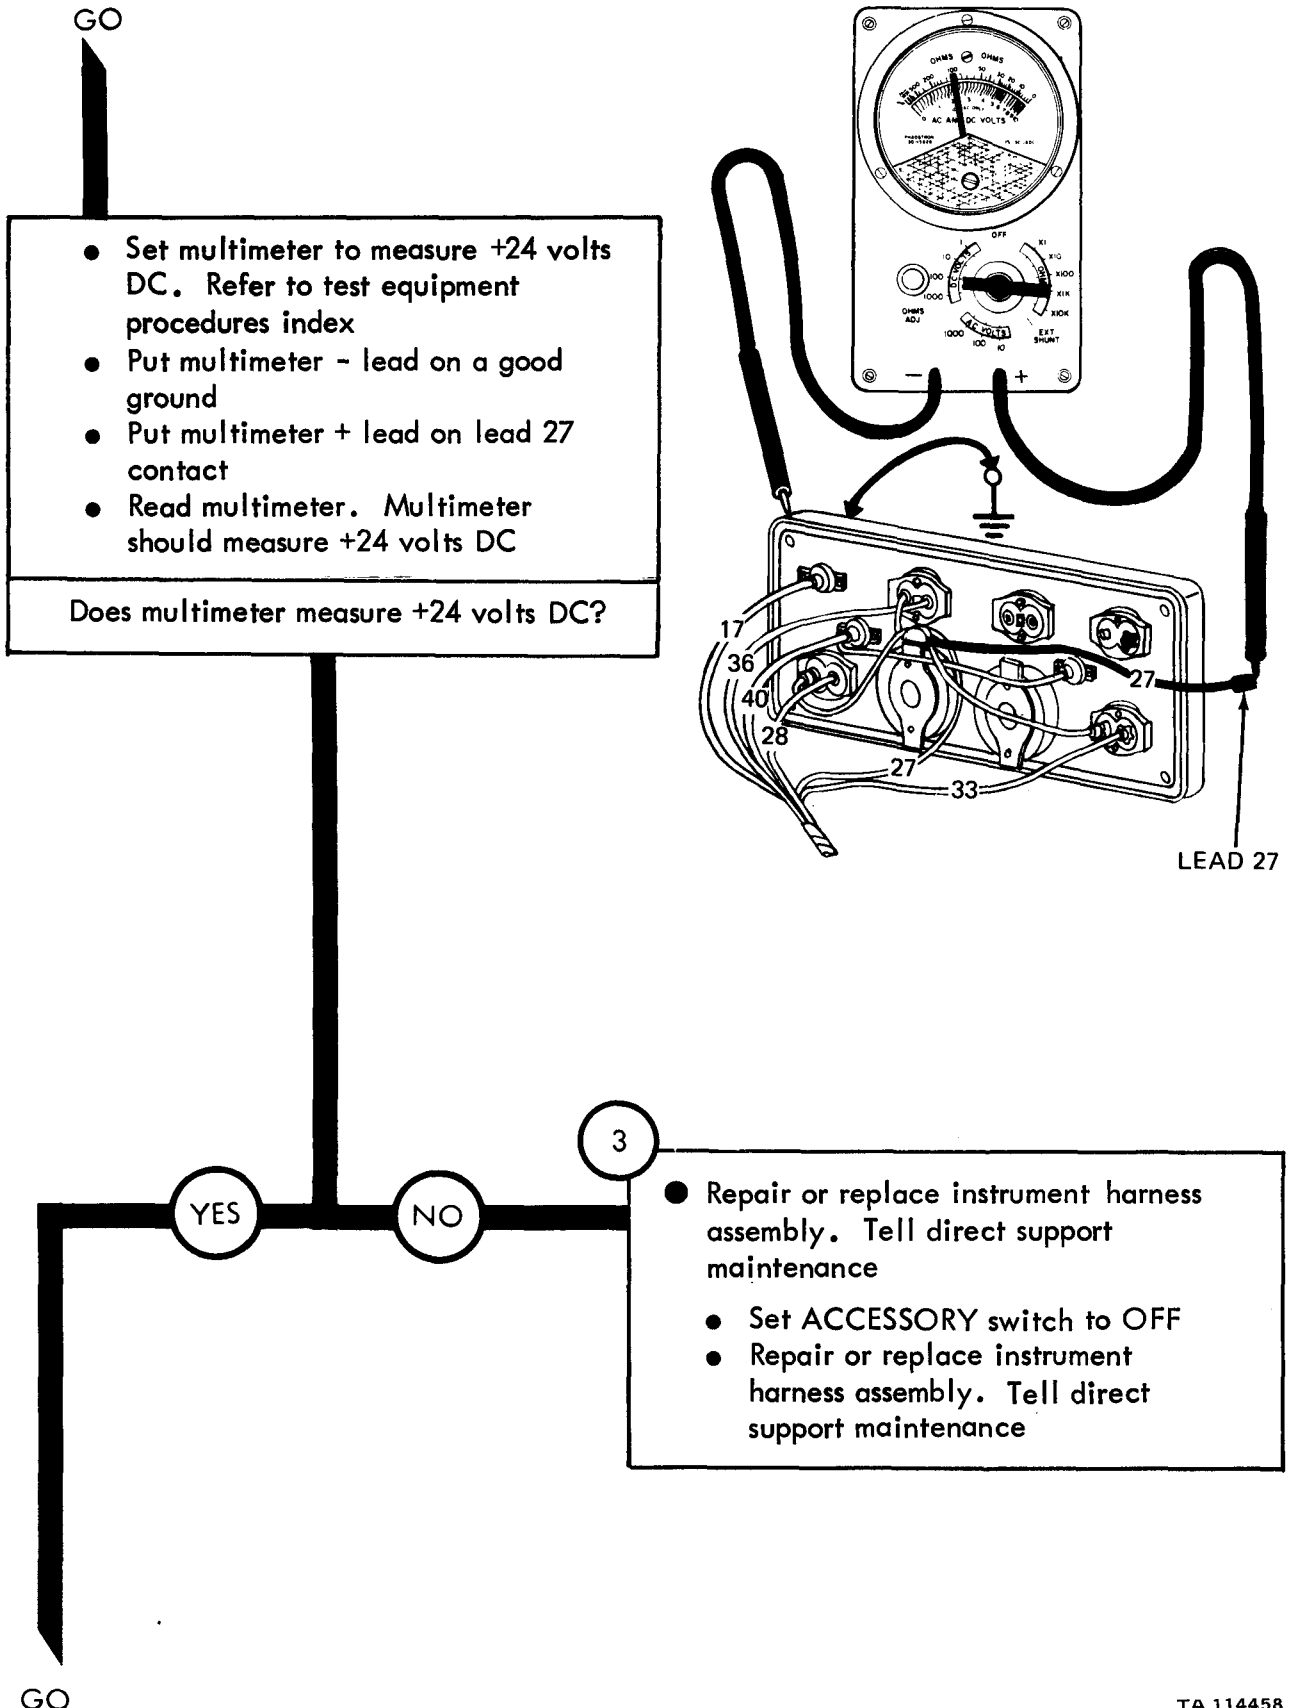 GO
● Set multimeter to measure +24 volts
DC. Refer to test equipment
procedures index
● Put multimeter - lead on a good
ground
● Put multimeter + lead on lead 27
contact
● Read multimeter. Multimeter
should measure +24 volts DC
Does multimeter measure +24 volts DC?
OHMS OHMS
AC AND DC VOLTS
OFF
1
10
100
1000
DC VOLTS
X1
X10
X100
X1K
X10K
OHMS
ADJ
1000
100
10
AC VOLTS
EXT
SHUNT
-
+
17
36
40
28
27
27
33
LEAD 27
YES
NO
3
● Repair or replace instrument harness
assembly. Tell direct support
maintenance
● Set ACCESSORY switch to OFF
● Repair or replace instrument
harness assembly. Tell direct
support maintenance
GO
TA 114458